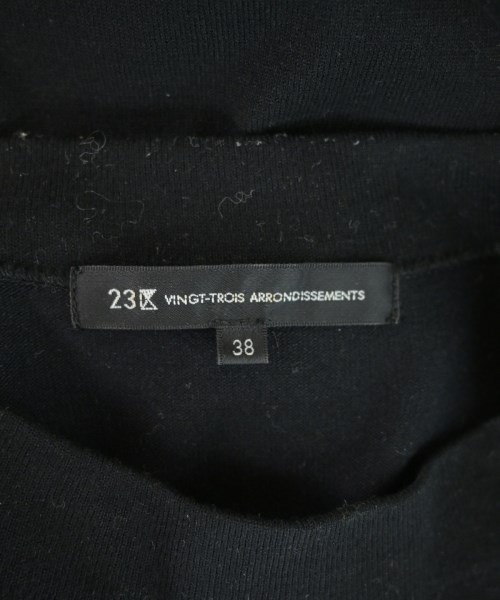 23区 VINGT-TROIS ARRONDISSEMENTS
38